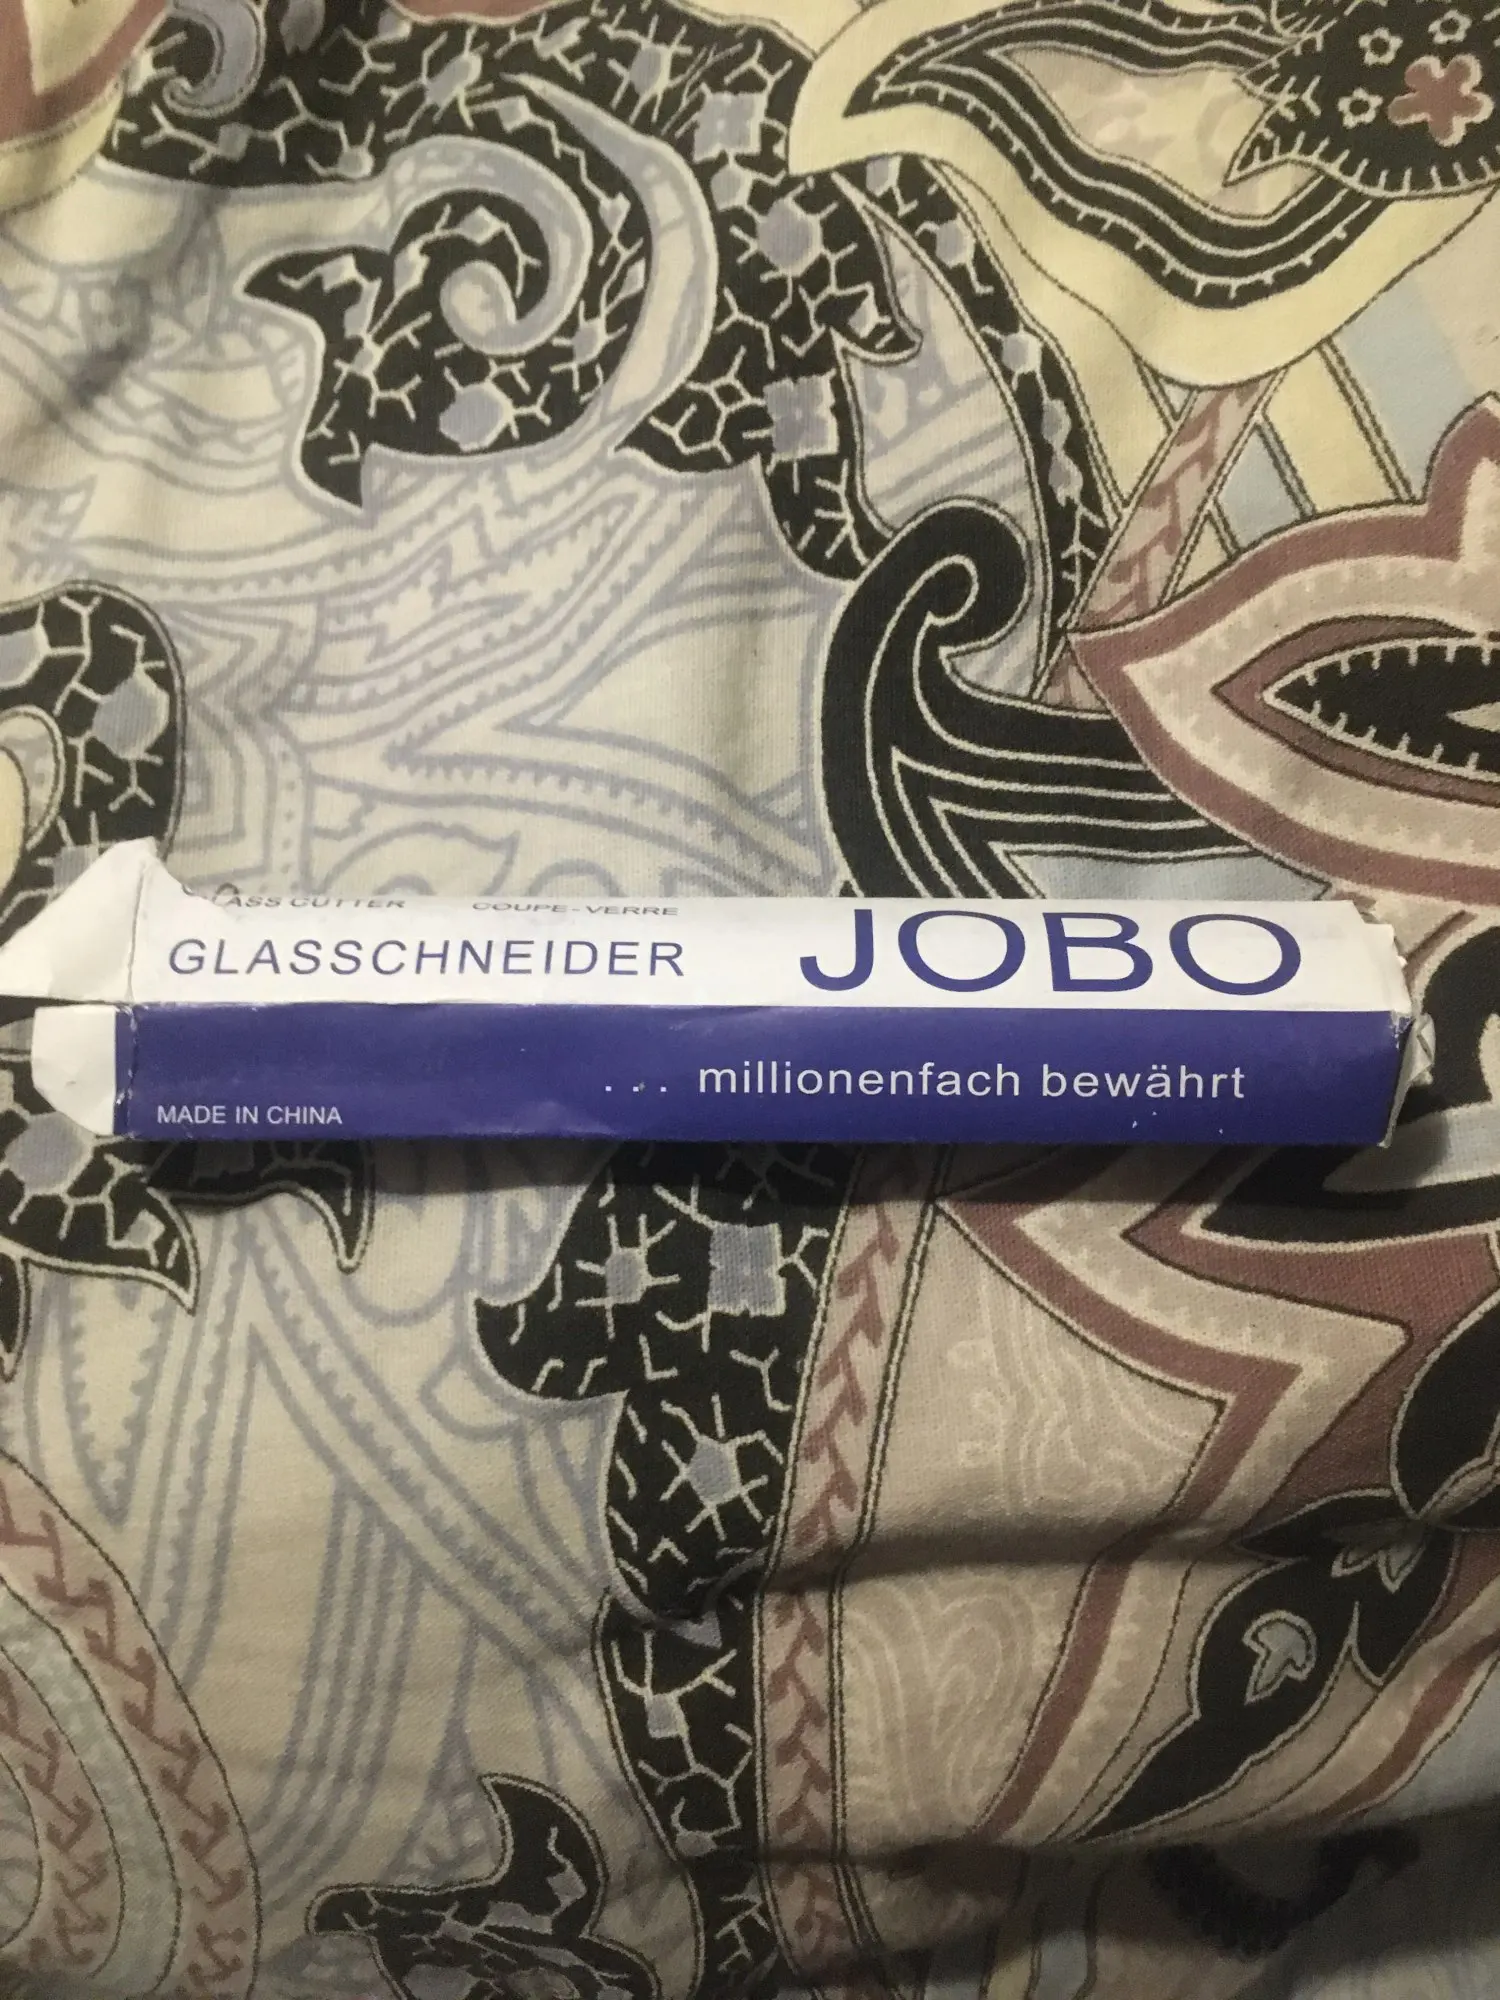 GLASS CUTTER COUPE-VERRE
GLASSCHNEIDER JOBO
... millionenfach bewährt
MADE IN CHINA